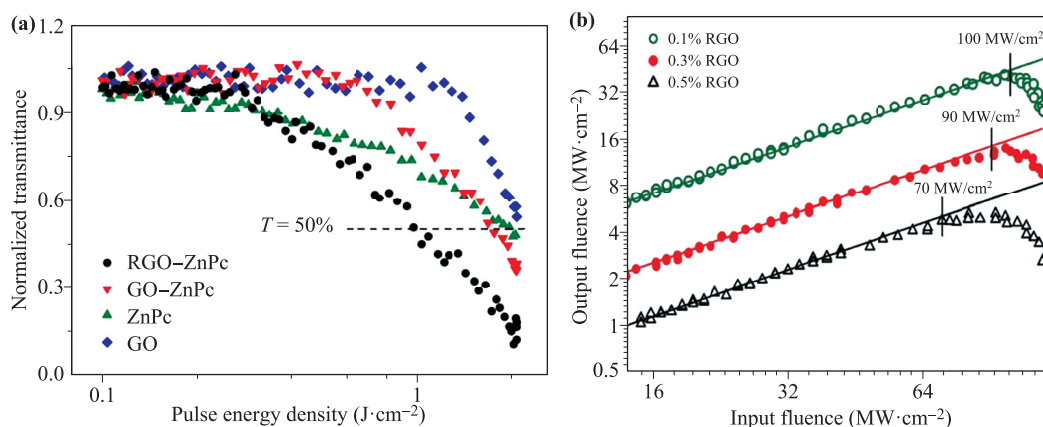 (a)
1.2
0.9
0.6
0.3
0.0
Normalized transmittance
T = 50%
RGO−ZnPc
GO−ZnPc
ZnPc
GO
0.1
1
Pulse energy density (J·cm−2)
(b)
64
32
16
8
4
2
1
0.5
Output fluence (MW·cm−2)
0.1% RGO
0.3% RGO
0.5% RGO
100 MW/cm2
90 MW/cm2
70 MW/cm2
16
32
64
Input fluence (MW·cm−2)